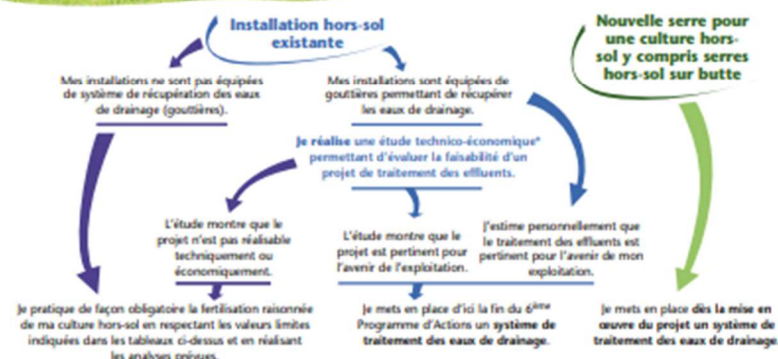 Installation hors-sol
existante
Nouvelle serre pour
une culture hors-
sol y compris serres
hors-sol sur butte
Mes installations ne sont pas équipées
de système de récupération des eaux
de drainage (gouttières).
Mes installations sont équipées de
gouttières permettant de récupérer
les eaux de drainage.
Je réalise une étude technico-économique*
permettant d'évaluer la faisabilité d'un
projet de traitement des effluents.
L'étude montre que le
projet n'est pas réalisable
techniquement ou
économiquement.
L'étude montre que le
projet est pertinent pour
l'avenir de l'exploitation.
J'estime personnellement que
le traitement des effluents est
pertinent pour l'avenir de mon
exploitation.
Je pratique de façon obligatoire la fertilisation raisonnée
de ma culture hors-sol en respectant les valeurs limites
indiquées dans les tableaux ci-dessus et en réalisant
les analyses prévues.
Je mets en place d'ici la fin du 6ème
Programme d'Actions un système de
traitement des eaux de drainage.
Je mets en place dès la mise en
œuvre du projet un système de
traitement des eaux de drainage